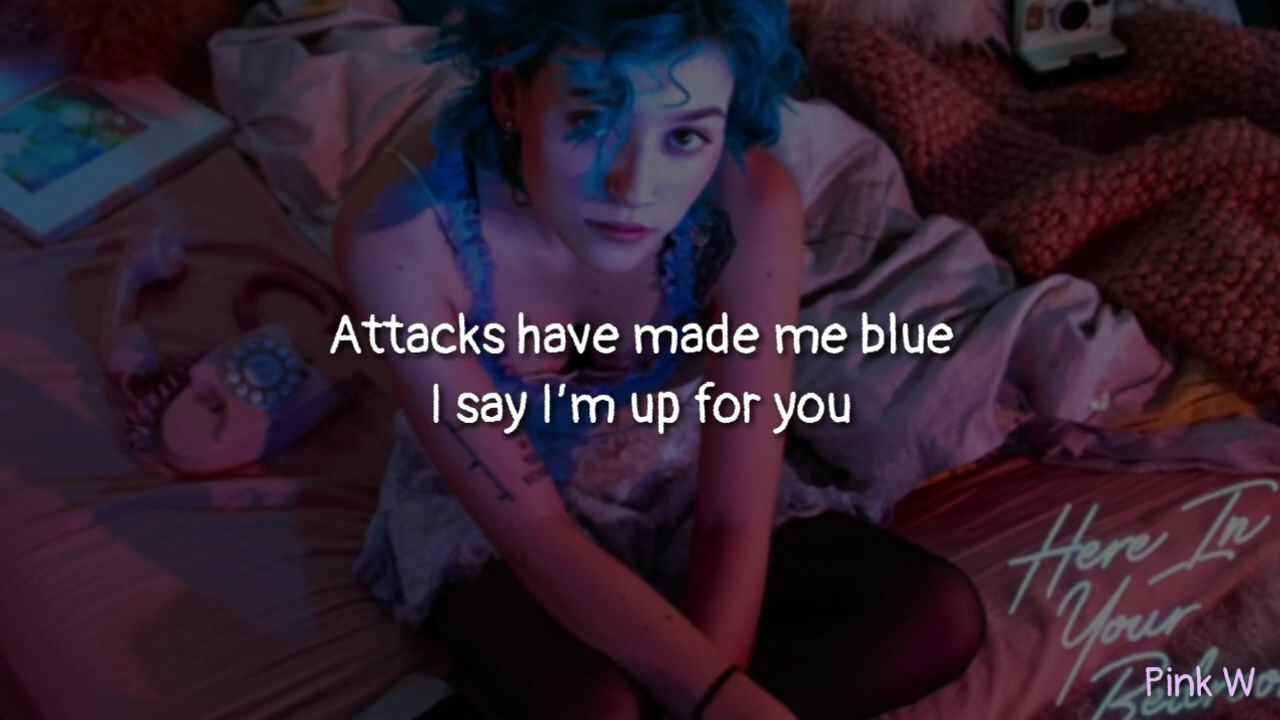 Attacks have made me blue
I say I'm up for you
Here In
Your
Pink W